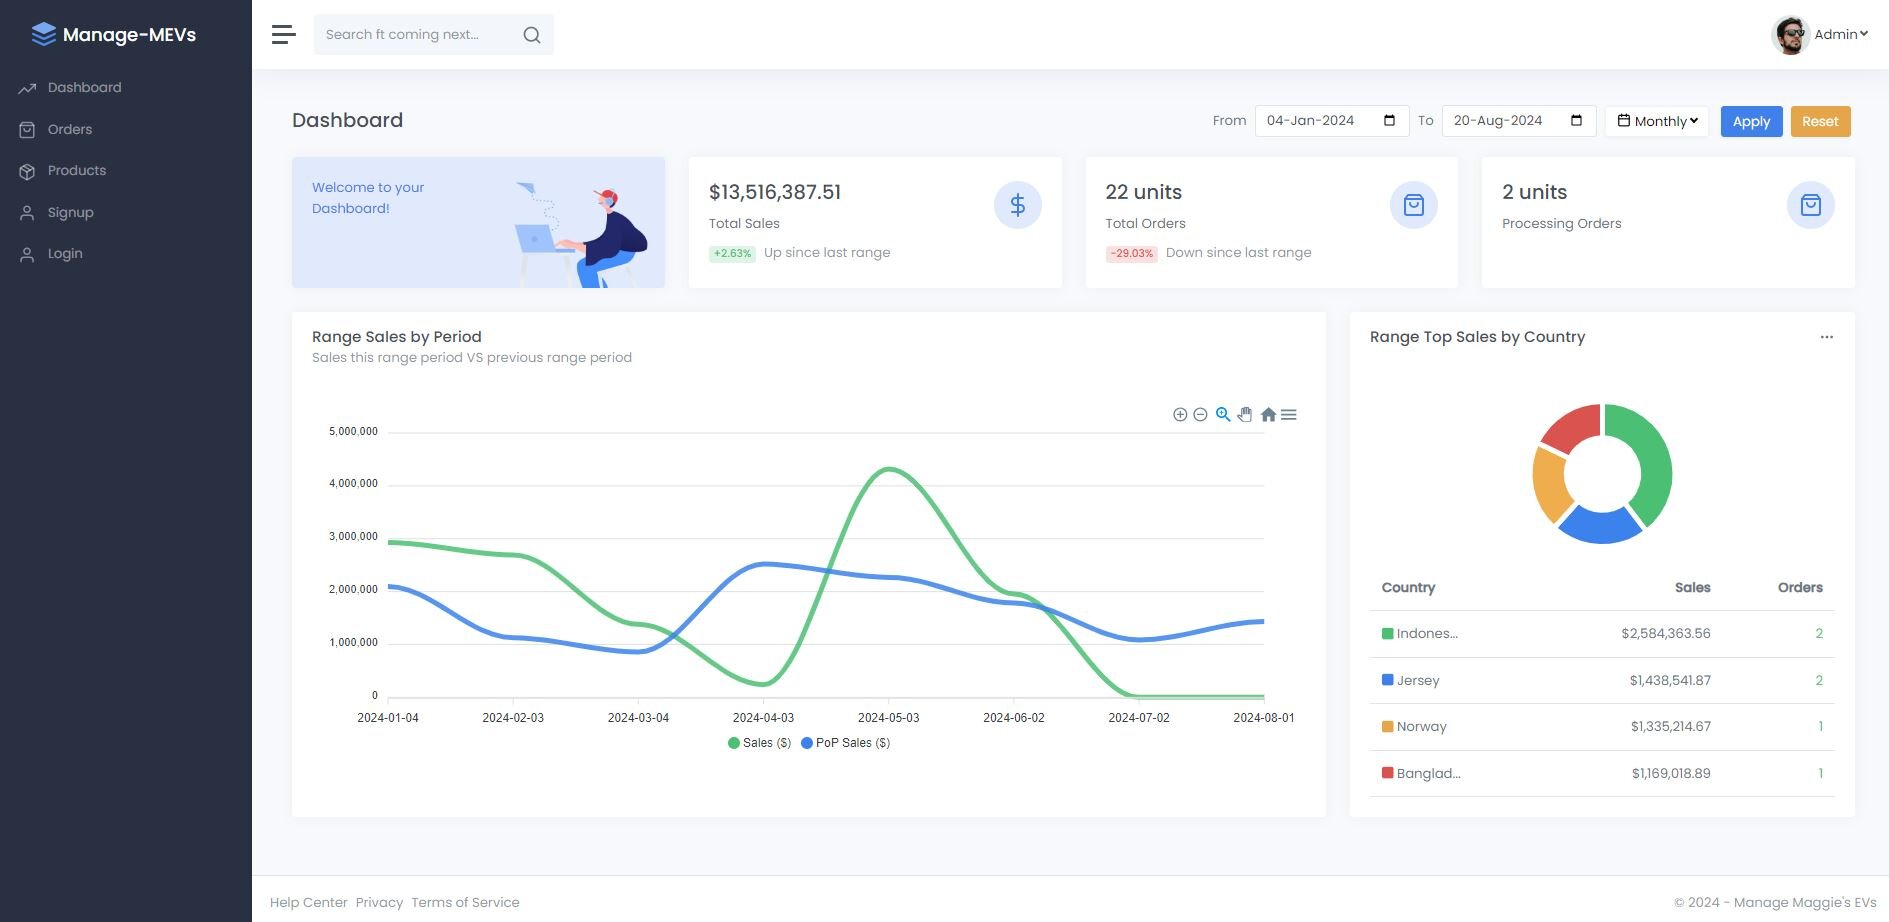 Manage-MEVs
Search ft coming next...
Admin
Dashboard
Orders
Products
Signup
Login
Dashboard
From 04-Jan-2024 To 20-Aug-2024 Monthly Apply Reset
Welcome to your
Dashboard!
$13,516,387.51
Total Sales
+2.63% Up since last range
22 units
Total Orders
-29.03% Down since last range
2 units
Processing Orders
Range Sales by Period
Sales this range period VS previous range period
5,000,000
4,000,000
3,000,000
2,000,000
1,000,000
0
2024-01-04 2024-02-03 2024-03-04 2024-04-03 2024-05-03 2024-06-02 2024-07-02 2024-08-01
Sales ($) PoP Sales ($)
Range Top Sales by Country
Country Sales Orders
Indones... $2,584,363.56 2
Jersey $1,438,541.87 2
Norway $1,335,214.67 1
Banglad... $1,169,018.89 1
Help Center Privacy Terms of Service
© 2024 - Manage Maggie's EVs